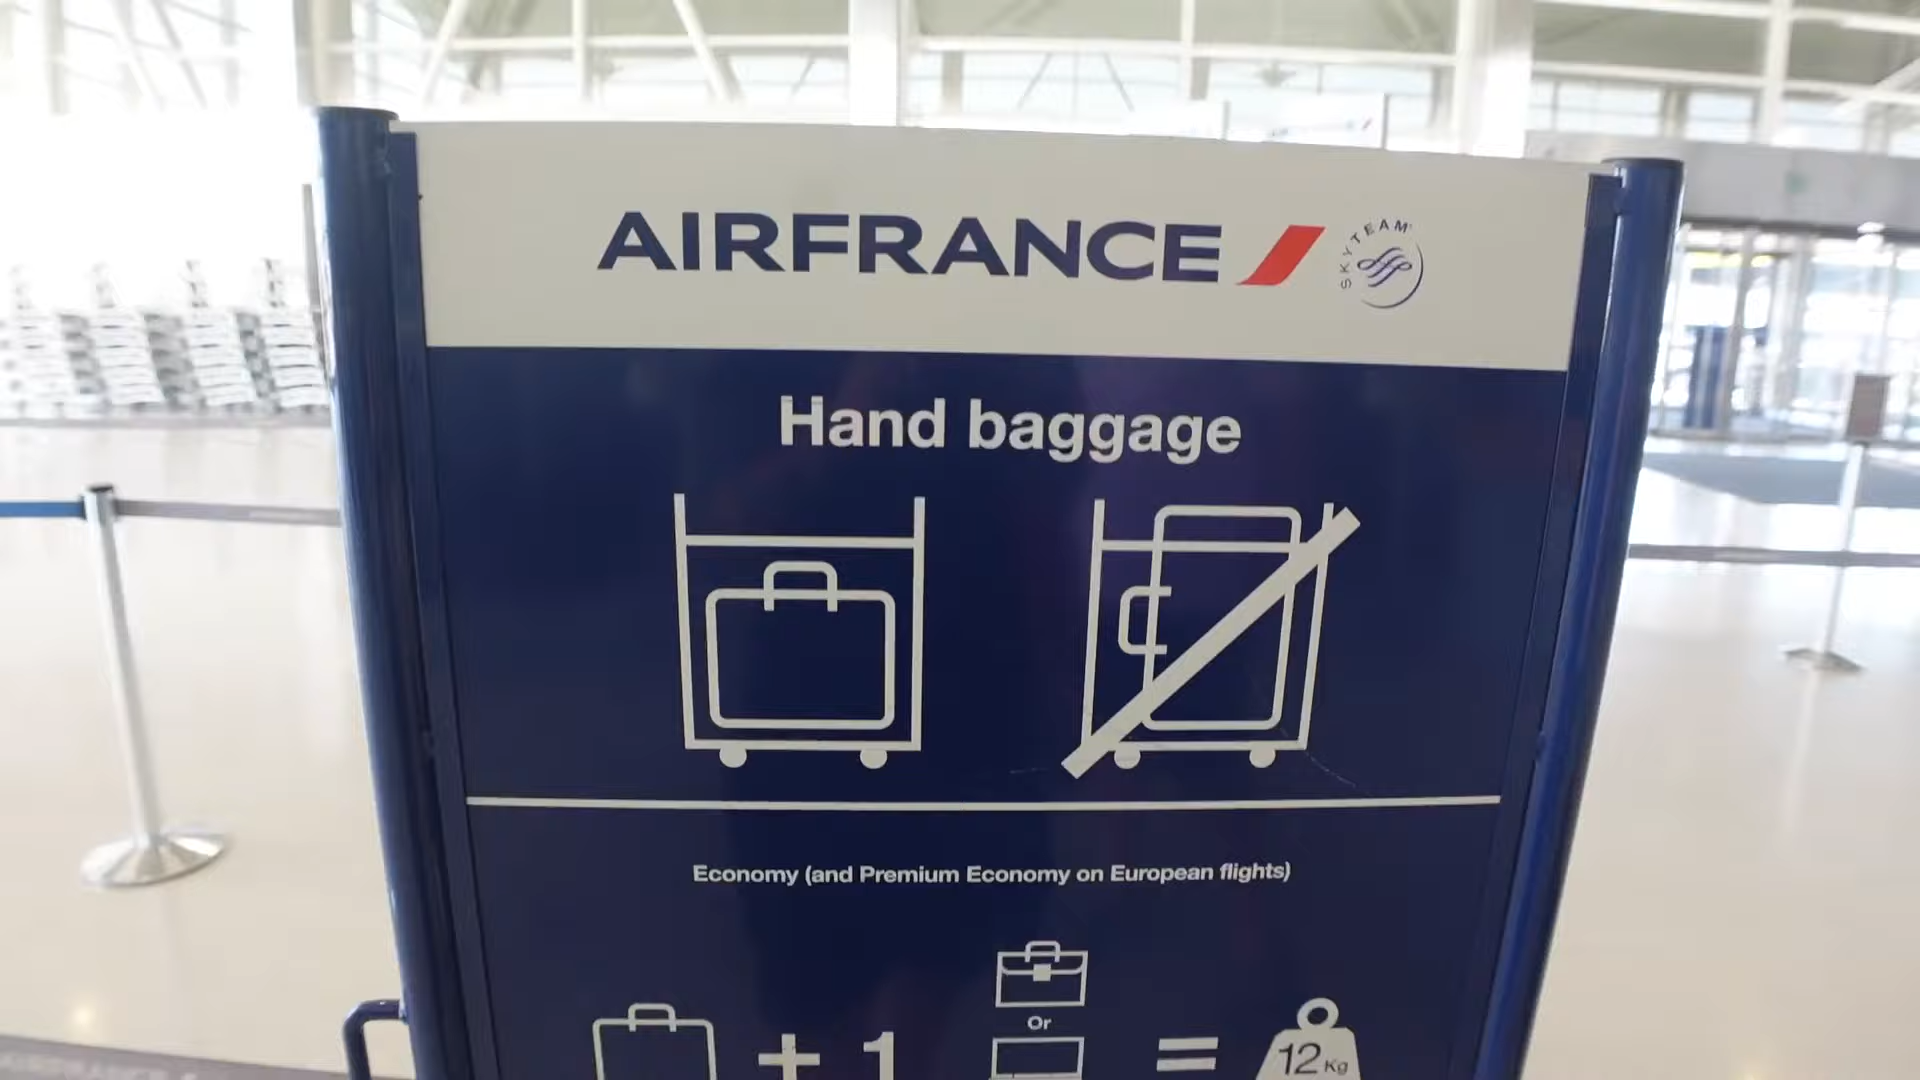 AIRFRANCE
SKYTEAM
Hand baggage
Economy (and Premium Economy on European flights)
Or
+ 1 = 12 Kg